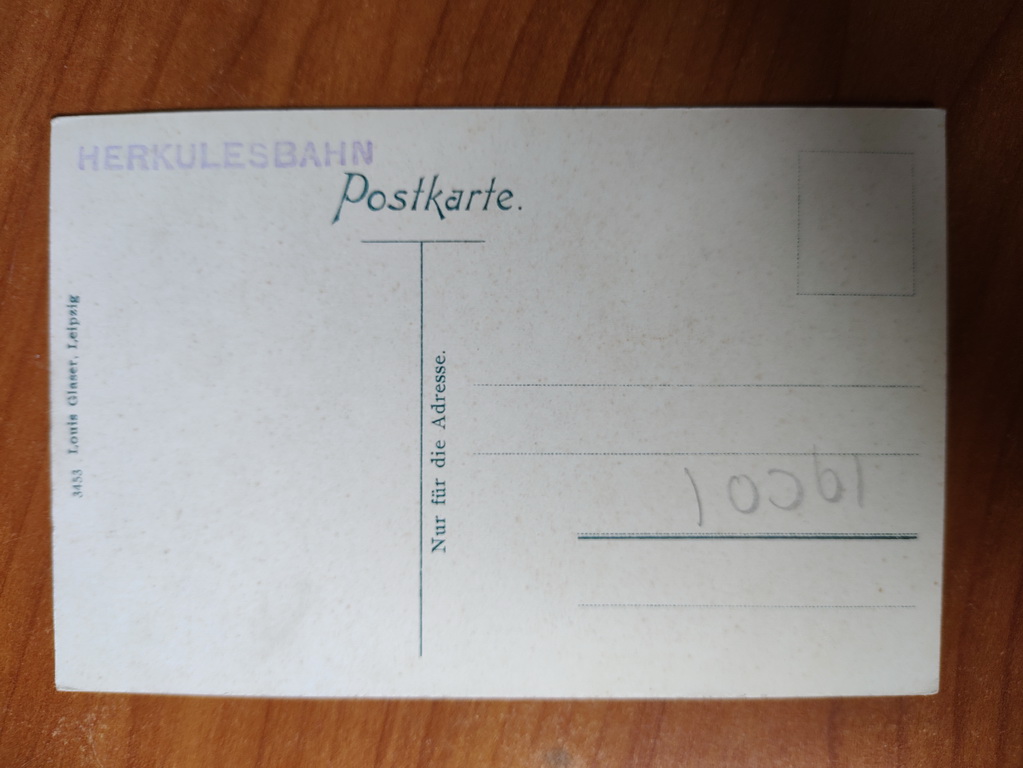 HERKULESBAHN
Postkarte.
Nur für die Adresse.
3453 Louis Glaser, Leipzig